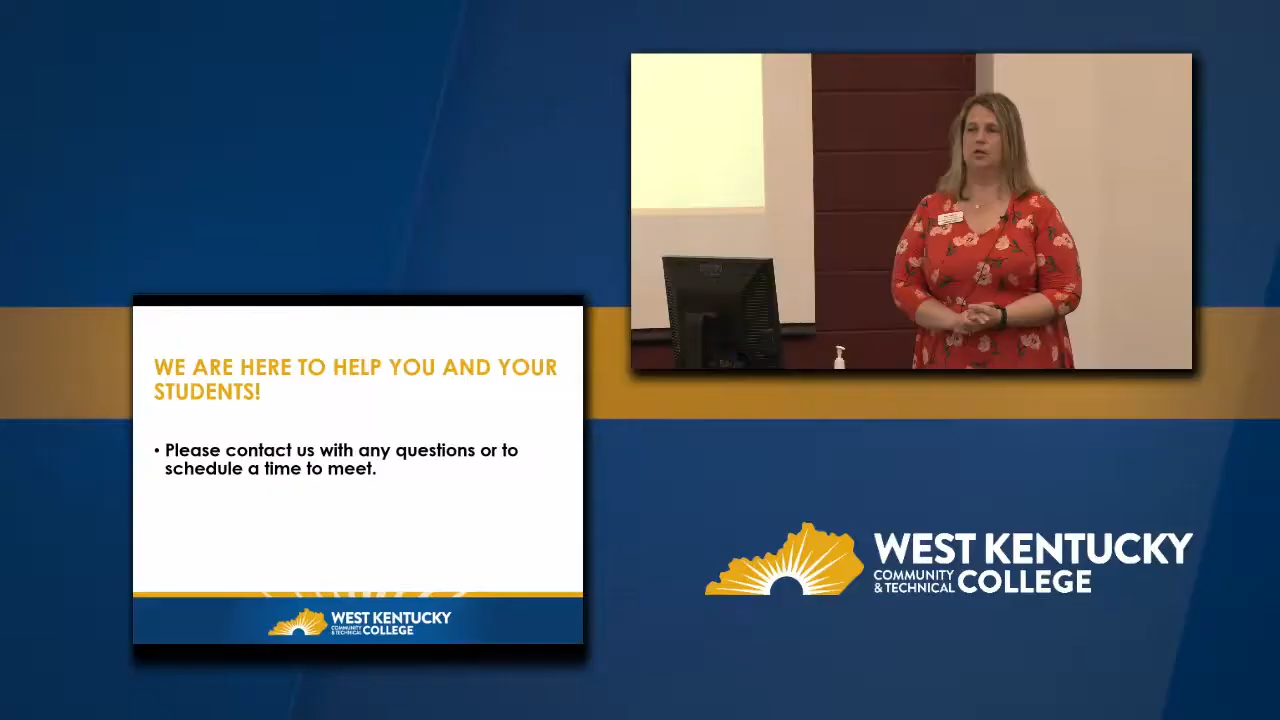 WE ARE HERE TO HELP YOU AND YOUR
STUDENTS!
• Please contact us with any questions or to
schedule a time to meet.
WEST KENTUCKY
COMMUNITY
& TECHNICAL
COLLEGE
WEST KENTUCKY
COMMUNITY
& TECHNICAL
COLLEGE